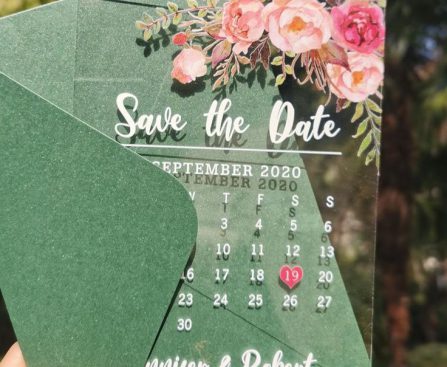 Save the Date
SEPTEMBER 2020
W T F S S
3 4 5 6
10 11 12 13
16 17 18 19 20
23 24 25 26 27
30
& Robert